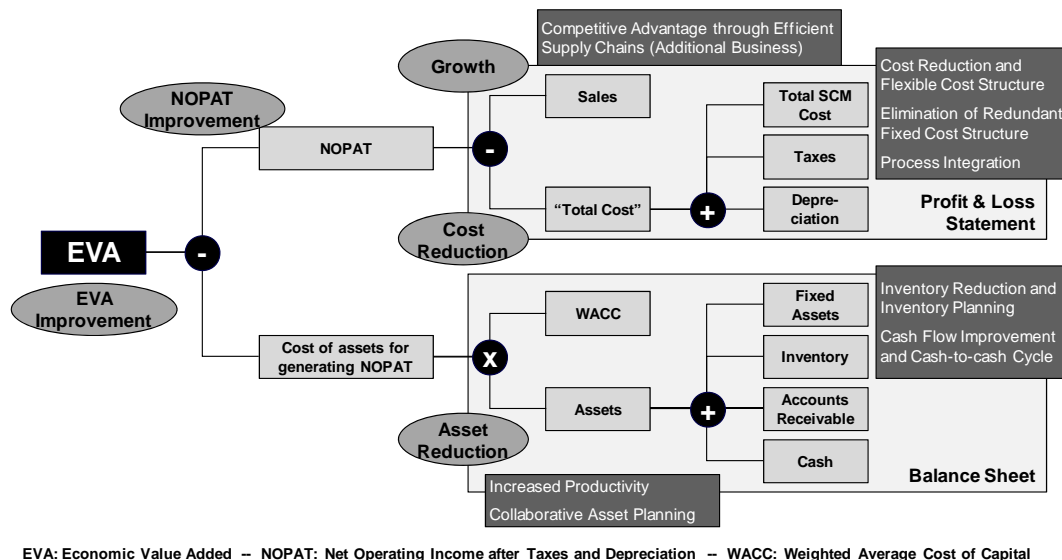 Competitive Advantage through Efficient
Supply Chains (Additional Business)
Growth
Cost Reduction and
Flexible Cost Structure
Elimination of Redundant
Fixed Cost Structure
Process Integration
NOPAT
Improvement
Sales
Total SCM
Cost
NOPAT
-
Taxes
“Total Cost”
+
Depre-
ciation
Profit & Loss
Statement
Cost
Reduction
EVA
-
EVA
Improvement
Inventory Reduction and
Inventory Planning
Cash Flow Improvement
and Cash-to-cash Cycle
WACC
Fixed
Assets
Cost of assets for
generating NOPAT
x
Inventory
Assets
+
Accounts
Receivable
Asset
Reduction
Cash
Balance Sheet
Increased Productivity
Collaborative Asset Planning
EVA: Economic Value Added -- NOPAT: Net Operating Income after Taxes and Depreciation -- WACC: Weighted Average Cost of Capital